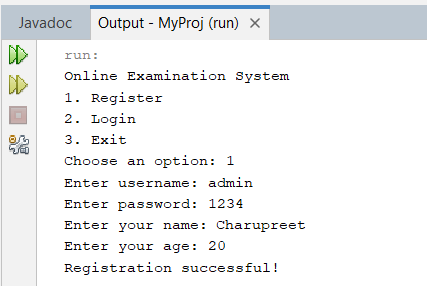 Javadoc Output - MyProj (run) ×
run:
Online Examination System
1. Register
2. Login
3. Exit
Choose an option: 1
Enter username: admin
Enter password: 1234
Enter your name: Charupreet
Enter your age: 20
Registration successful!